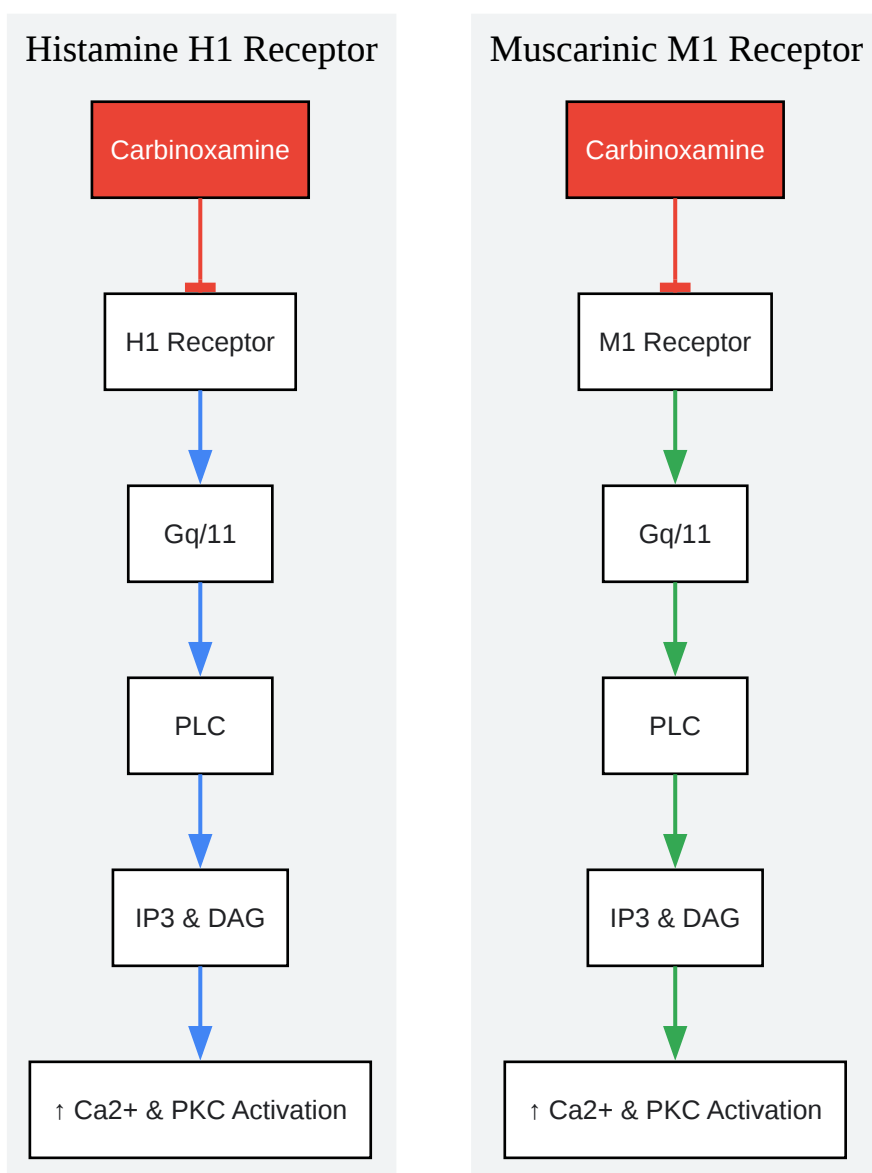 Histamine H1 Receptor
Carbinoxamine
H1 Receptor
Gq/11
PLC
IP3 & DAG
↑ Ca2+ & PKC Activation
Muscarinic M1 Receptor
Carbinoxamine
M1 Receptor
Gq/11
PLC
IP3 & DAG
↑ Ca2+ & PKC Activation